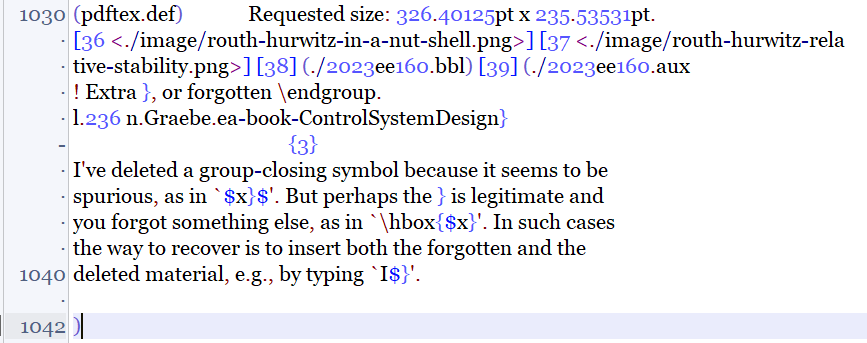 1030 (pdftex.def) Requested size: 326.40125pt x 235.53531pt.
· [36 <./image/routh-hurwitz-in-a-nut-shell.png>] [37 <./image/routh-hurwitz-rela
· tive-stability.png>] [38] (./2023ee160.bbl) [39] (./2023ee160.aux
· ! Extra }, or forgotten \endgroup.
· l.236 n.Graebe.ea-book-ControlSystemDesign}
- {3}
· I've deleted a group-closing symbol because it seems to be
· spurious, as in `$x}$'. But perhaps the } is legitimate and
· you forgot something else, as in `\hbox{$x}'. In such cases
· the way to recover is to insert both the forgotten and the
1040 deleted material, e.g., by typing `I$}'.
·
1042 )